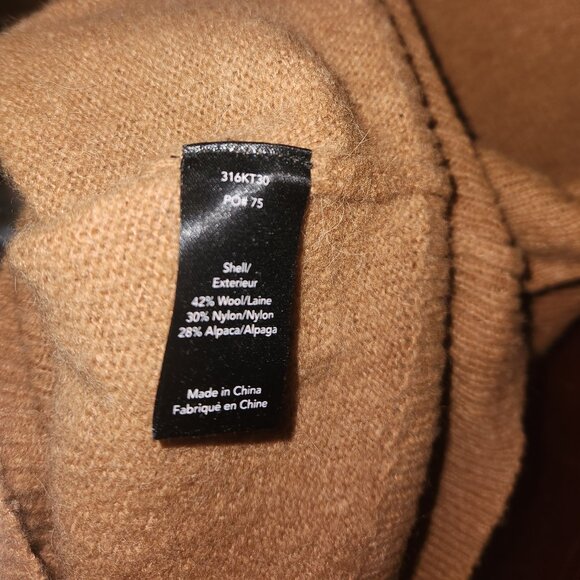 316KT30
PO# 75
Shell/
Exterieur
42% Wool/Laine
30% Nylon/Nylon
28% Alpaca/Alpaga
Made in China
Fabriqué en Chine